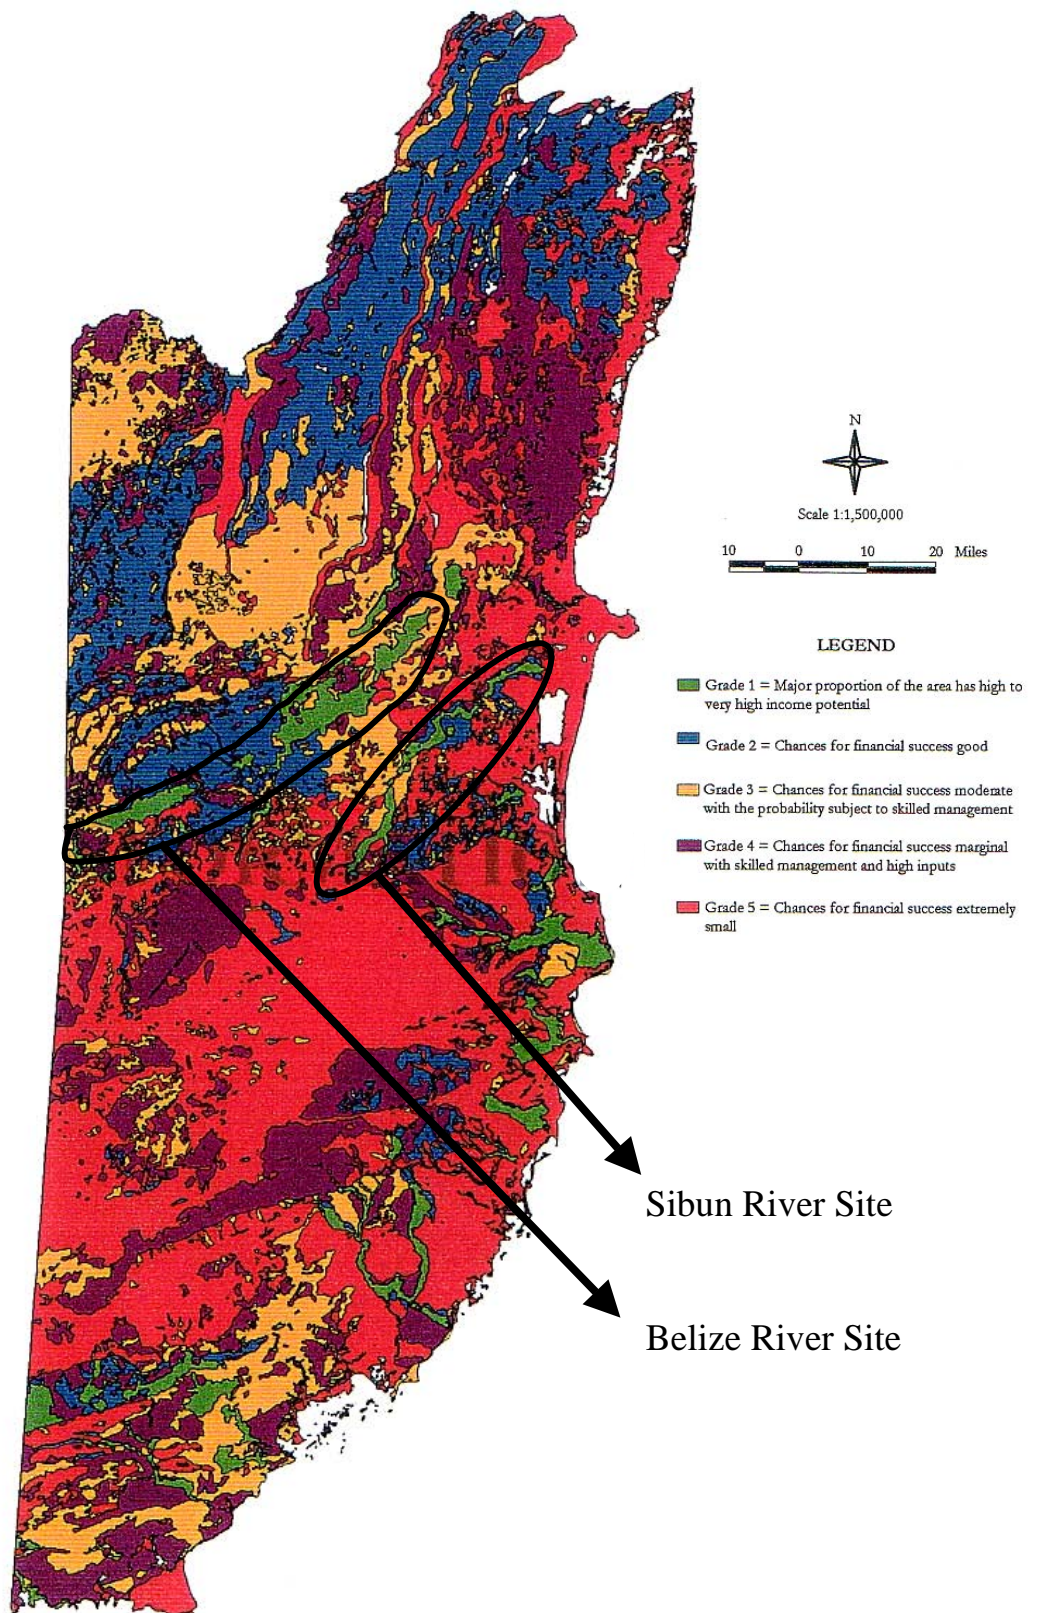 N
Scale 1:1,500,000
10 0 10 20 Miles
LEGEND
Grade 1 = Major proportion of the area has high to
very high income potential
Grade 2 = Chances for financial success good
Grade 3 = Chances for financial success moderate
with the probability subject to skilled management
Grade 4 = Chances for financial success marginal
with skilled management and high inputs
Grade 5 = Chances for financial success extremely
small
Sibun River Site
Belize River Site